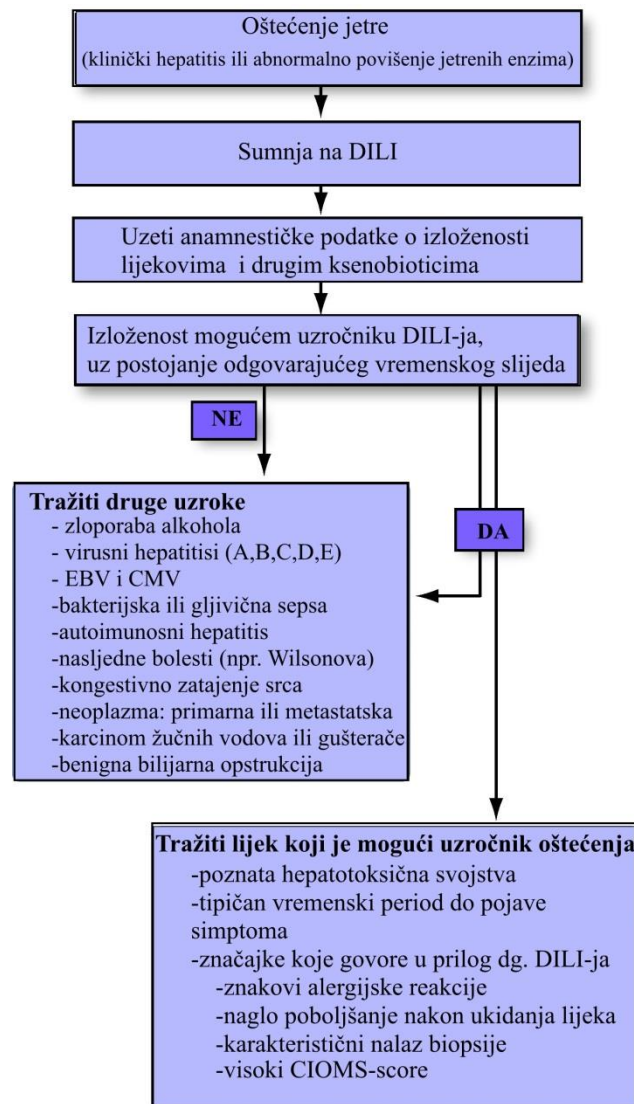 Oštećenje jetre
(klinički hepatitis ili abnormalno povišenje jetrenih enzima)
Sumnja na DILI
Uzeti anamnestičke podatke o izloženosti
lijekovima i drugim ksenobioticima
Izloženost mogućem uzročniku DILI-ja,
uz postojanje odgovarajućeg vremenskog slijeda
NE
Tražiti druge uzroke
- zloporaba alkohola
- virusni hepatitisi (A,B,C,D,E)
- EBV i CMV
-bakterijska ili gljivična sepsa
-autoimunosni hepatitis
-nasljedne bolesti (npr. Wilsonova)
-kongestivno zatajenje srca
-neoplazma: primarna ili metastatska
-karcinom žučnih vodova ili gušterače
-benigna bilijarna opstrukcija
DA
Tražiti lijek koji je mogući uzročnik oštećenja
-poznata hepatotoksična svojstva
-tipičan vremenski period do pojave
simptoma
-značajke koje govore u prilog dg. DILI-ja
-znakovi alergijske reakcije
-naglo poboljšanje nakon ukidanja lijeka
-karakteristični nalaz biopsije
-visoki CIOMS-score